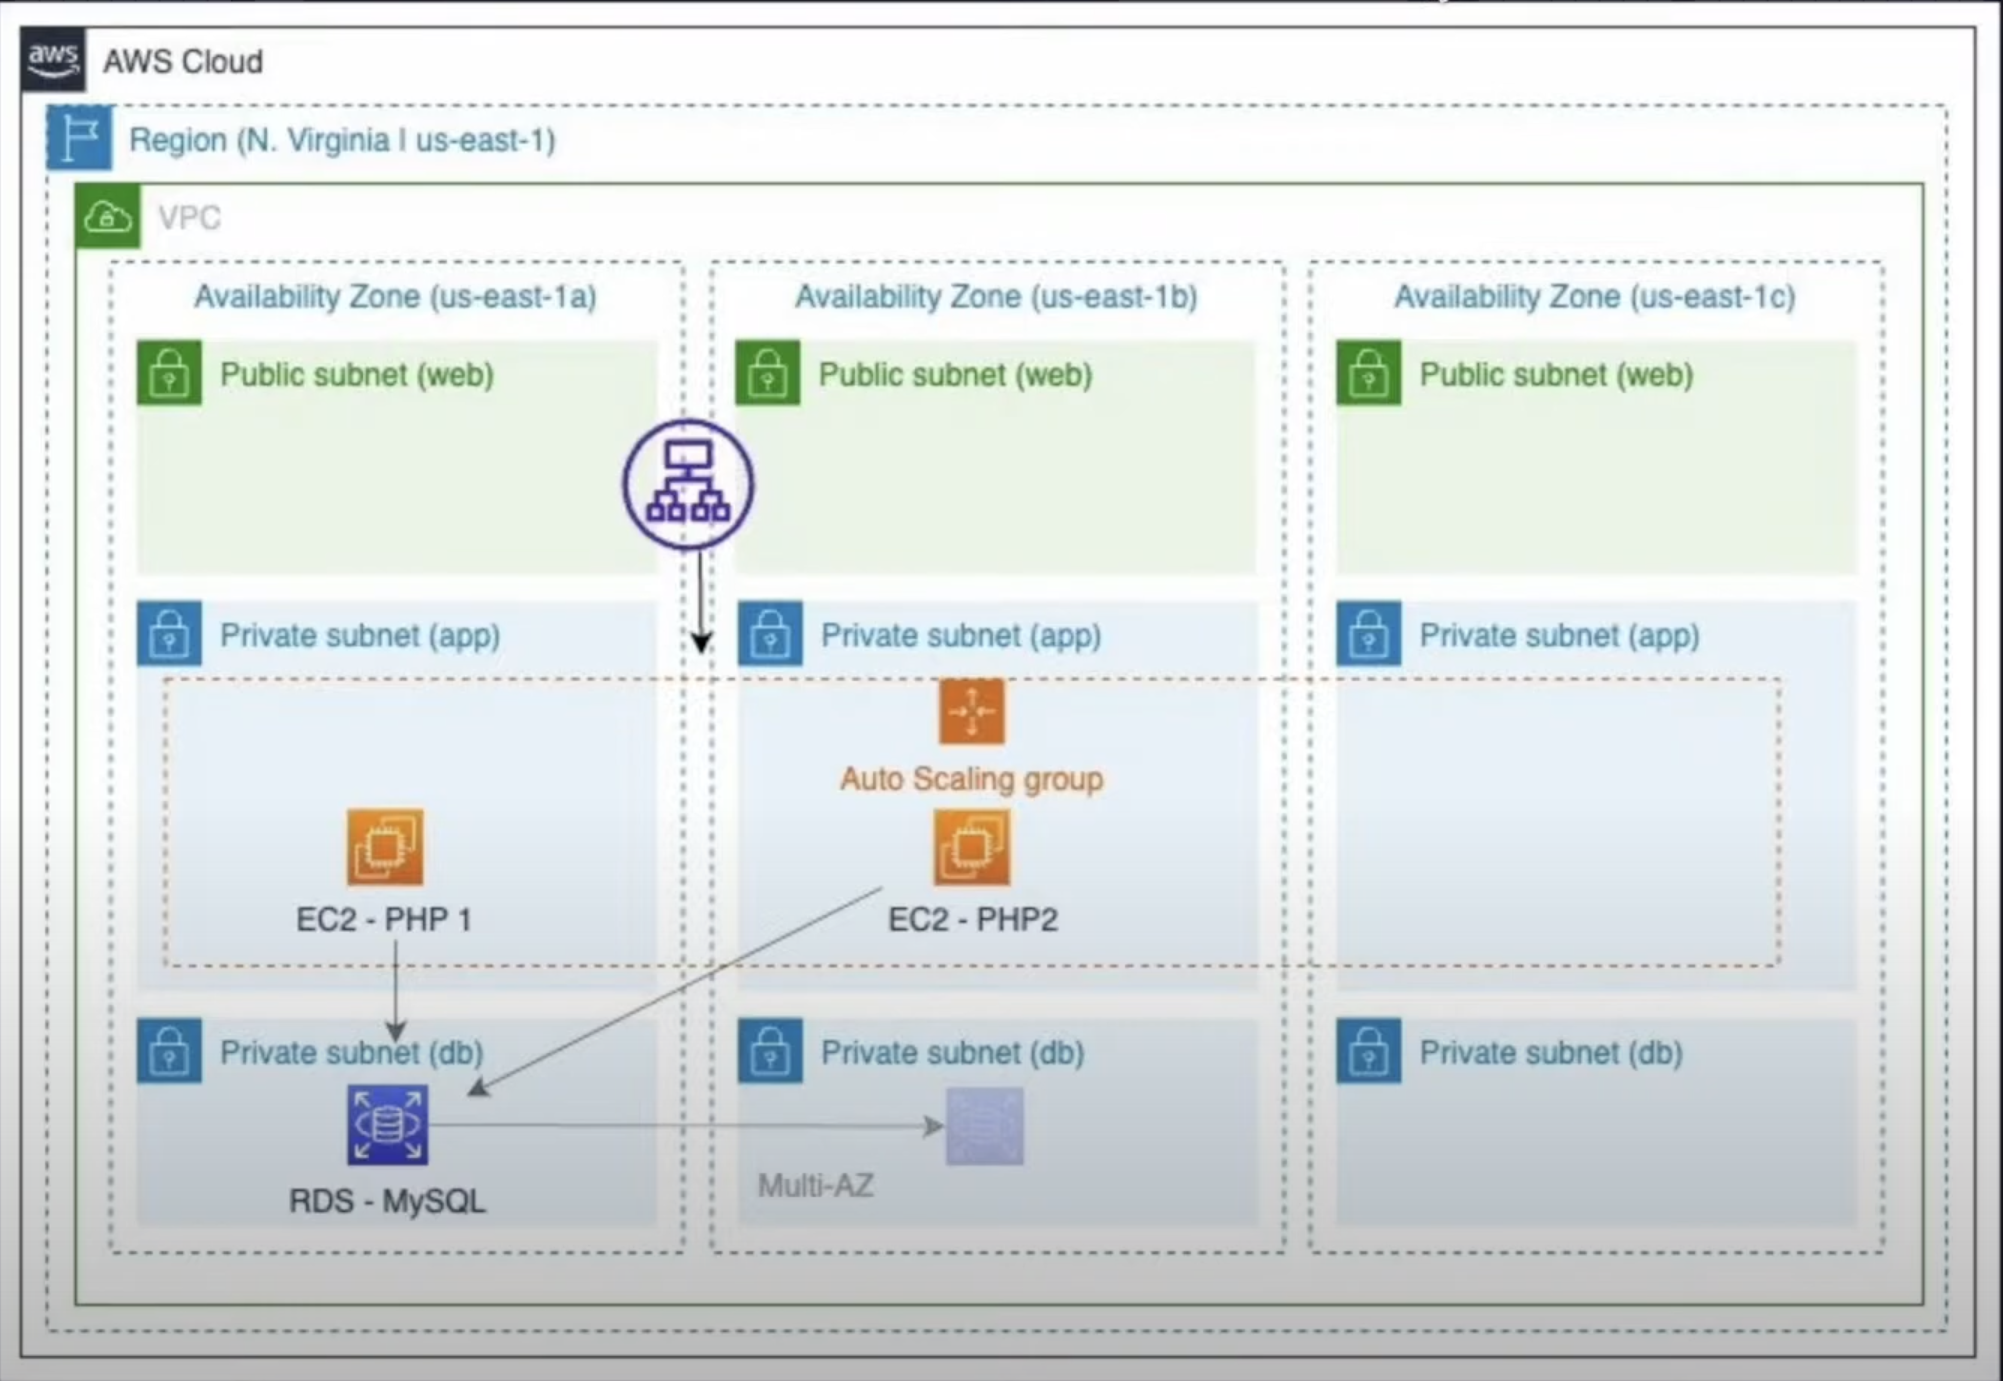 aws
AWS Cloud
Region (N. Virginia | us-east-1)
VPC
Availability Zone (us-east-1a)
Availability Zone (us-east-1b)
Availability Zone (us-east-1c)
Public subnet (web)
Public subnet (web)
Public subnet (web)
Private subnet (app)
Private subnet (app)
Private subnet (app)
Auto Scaling group
EC2 - PHP 1
EC2 - PHP2
Private subnet (db)
Private subnet (db)
Private subnet (db)
Multi-AZ
RDS - MySQL